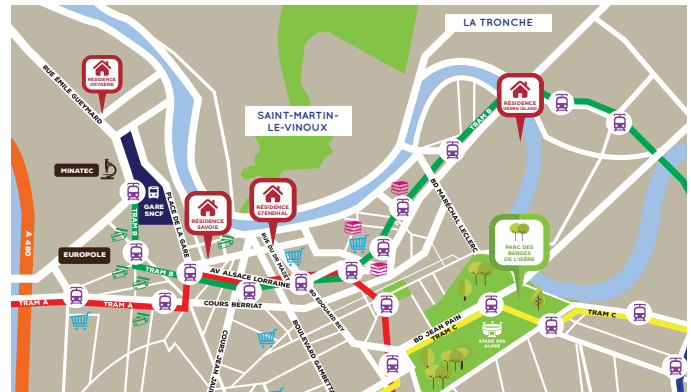 LA TRONCHE
RUE ÉMILE GUEYMARD
RÉSIDENCE
OXYGÈNE
SAINT-MARTIN-
LE-VINOUX
RÉSIDENCE
GREEN ISLAND
TRAM B
MINATEC
GARE
SNCF
PLACE DE LA GARE
TRAM B
RÉSIDENCE
SAVOIE
RÉSIDENCE
STENDHAL
BD MARÉCHAL LECLERC
PARC DES
BERGES
DE L'ISÈRE
A 480
EUROPOLE
RUE DU DR MAZET
TRAM B
AV ALSACE LORRAINE
TRAM A
TRAM A
COURS BERRIAT
BD EDOUARD REY
BD JEAN PAIN
TRAM C
TRAM C
STADE DES
ALPES
COURS JEAN JAU
BOULEVARD GAMBETTA